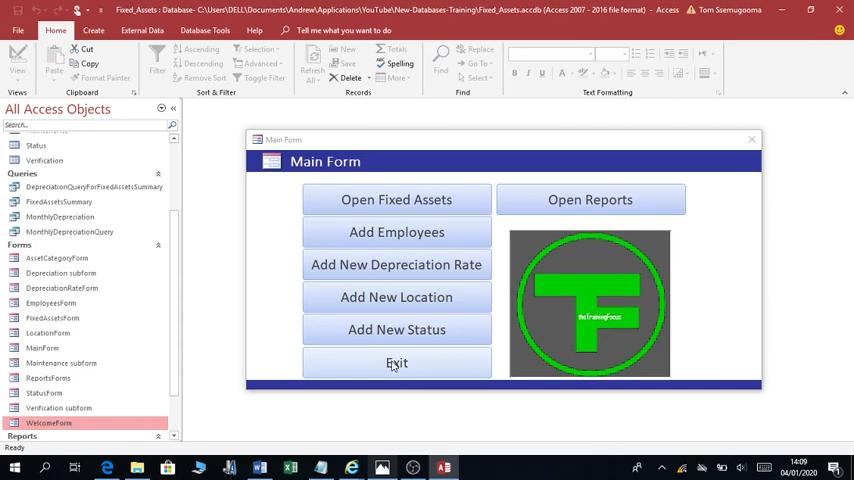 Fixed_Assets : Database- C:\Users\DELL\Documents\Andrew\Applications\YouTube\New-Databases-Training\Fixed_Assets.accdb (Access 2007 - 2016 file format) - Access
Tom Ssemugooma
File Home Create External Data Database Tools Help Tell me what you want to do
View
Views
Paste
Cut
Copy
Format Painter
Clipboard
Filter
Ascending
Descending
Remove Sort
Selection
Advanced
Toggle Filter
Sort & Filter
Refresh
All
New
Save
Delete
Totals
Spelling
More
Records
Find
Replace
Go To
Select
Find
B I U
Text Formatting
All Access Objects
Search...
Status
Verification
Queries
DepreciationQueryForFixedAssetsSummary
FixedAssetsSummary
MonthlyDepreciation
MonthlyDepreciationQuery
Forms
AssetCategoryForm
Depreciation subform
DepreciationRateForm
EmployeesForm
FixedAssetsForm
LocationForm
MainForm
Maintenance subform
ReportsForms
StatusForm
Verification subform
WelcomeForm
Reports
Main Form
Main Form
Open Fixed Assets
Open Reports
Add Employees
Add New Depreciation Rate
Add New Location
Add New Status
Exit
theTrainingFocus
Ready
14:09
04/01/2020